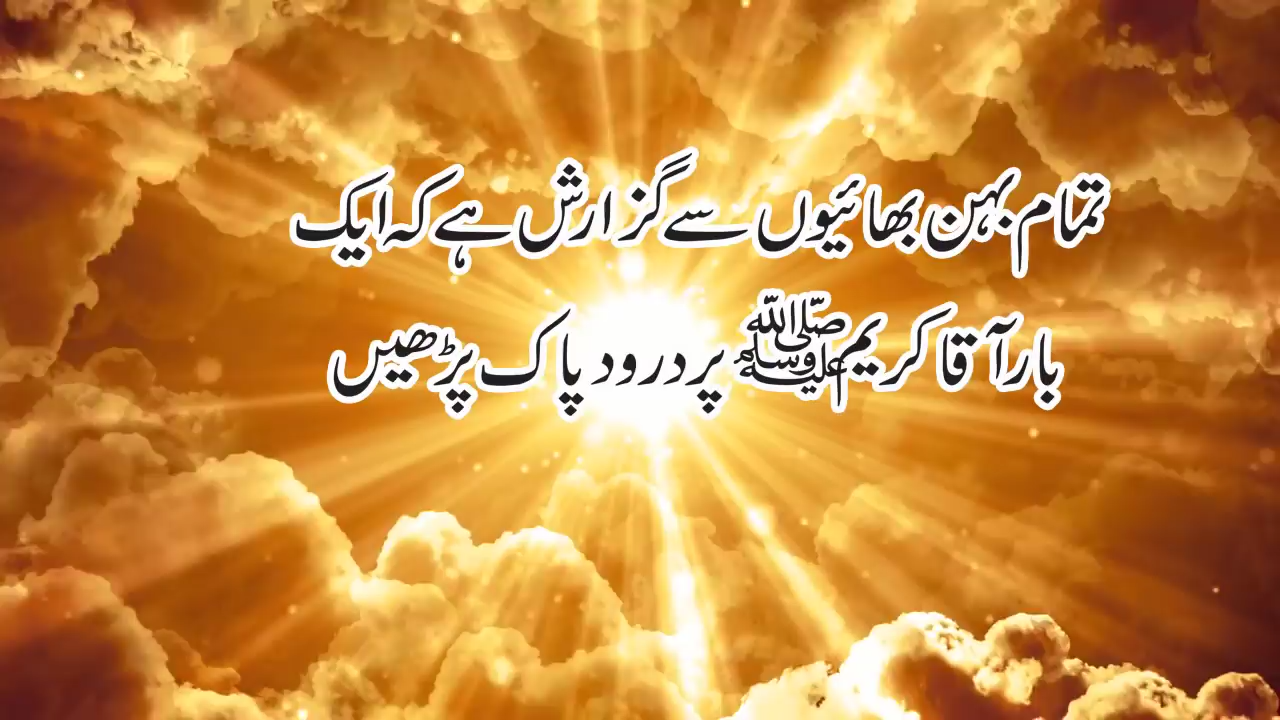 تمام بہن بھائیوں سے گزارش ہے کہ ایک
بار آقا کریم ﷺ پر درود پاک پڑھیں